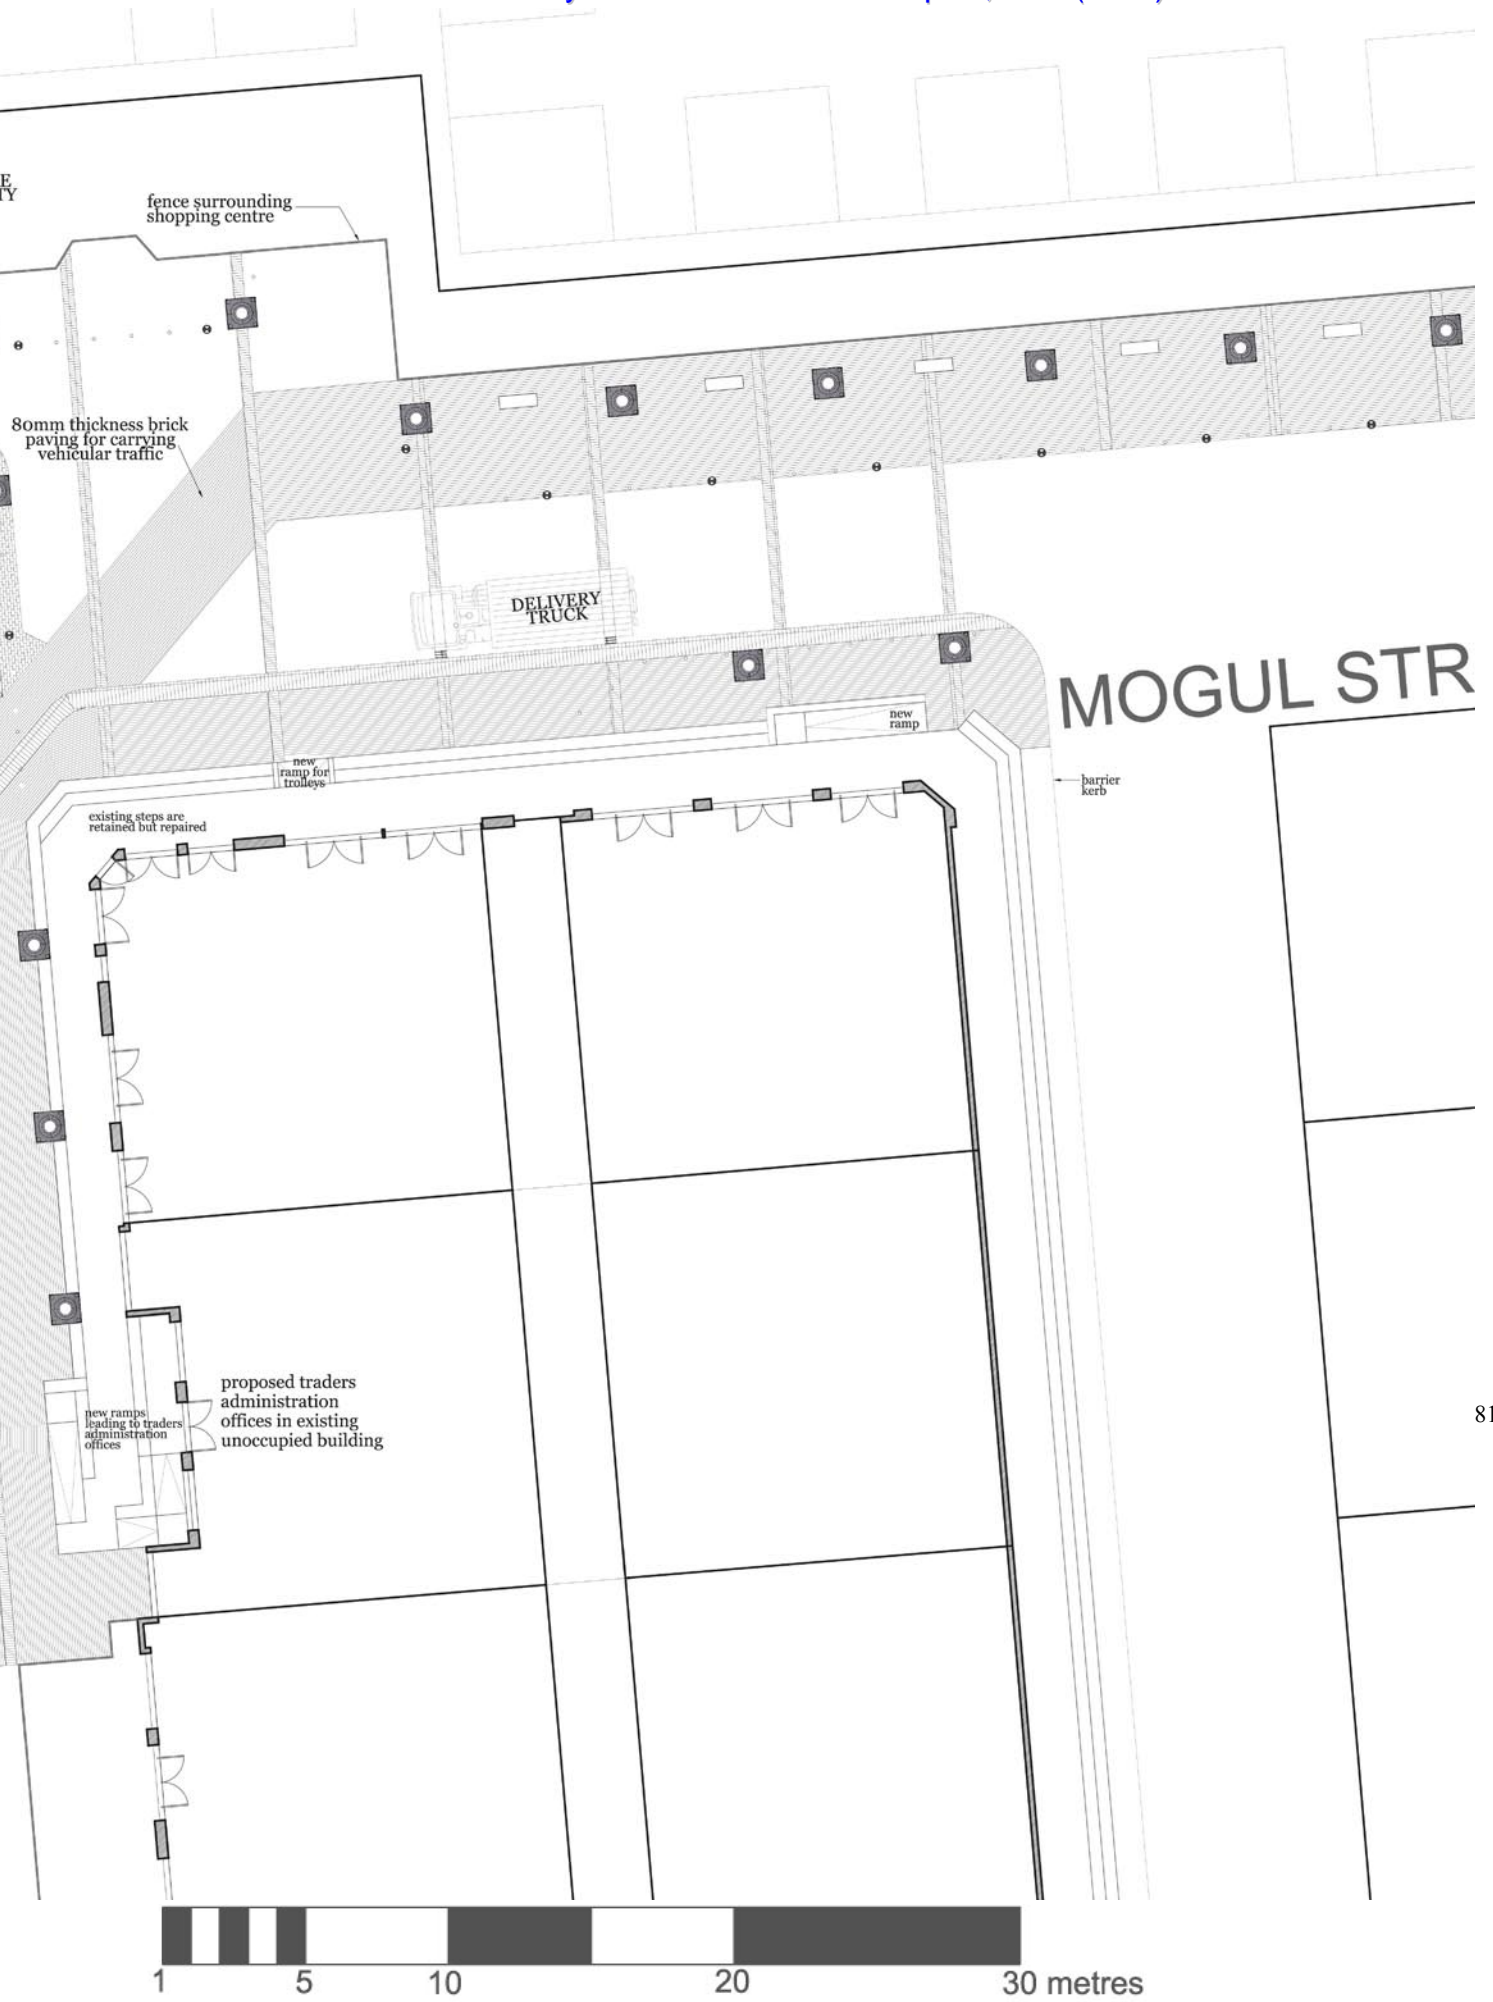 E
TY
fence surrounding
shopping centre
80mm thickness brick
paving for carrying
vehicular traffic
DELIVERY
TRUCK
MOGUL STR
new
ramp
new
ramp for
trolleys
barrier
kerb
existing steps are
retained but repaired
proposed traders
administration
offices in existing
unoccupied building
new ramps
leading to traders
administration
offices
81
1 5 10 20 30 metres